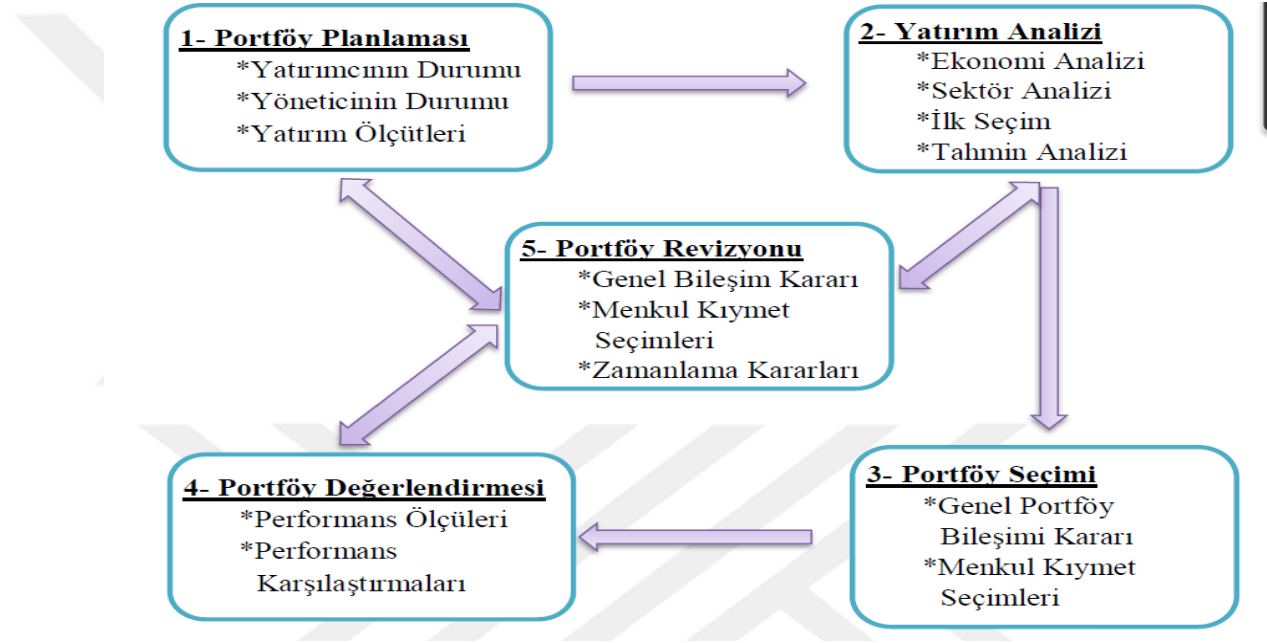 1- Portföy Planlaması
*Yatırımcının Durumu
*Yöneticinin Durumu
*Yatırım Ölçütleri
2- Yatırım Analizi
*Ekonomi Analizi
*Sektör Analizi
*İlk Seçim
*Tahmin Analizi
5- Portföy Revizyonu
*Genel Bileşim Kararı
*Menkul Kıymet
Seçimleri
*Zamanlama Kararları
4- Portföy Değerlendirmesi
*Performans Ölçüleri
*Performans
Karşılaştırmaları
3- Portföy Seçimi
*Genel Portföy
Bileşimi Kararı
*Menkul Kıymet
Seçimleri